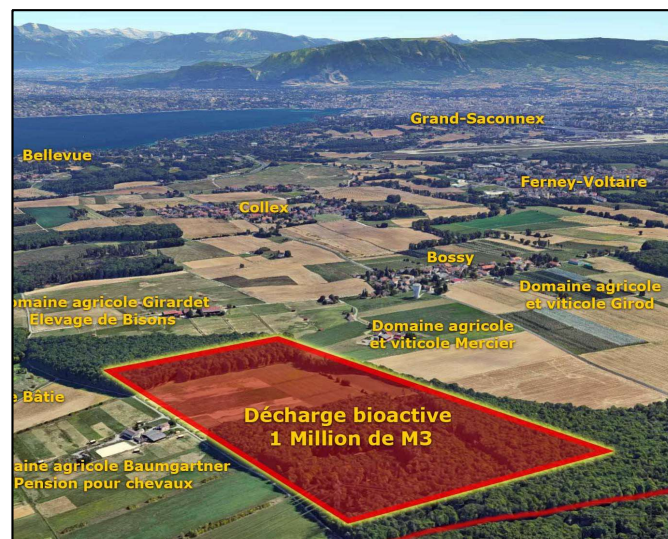 Grand-Saconnex
Bellevue
Ferney-Voltaire
Collex
Bossy
Domaine agricole
et viticole Girod
omaine agricole Girardet
Elevage de Bisons
Domaine agricole
et viticole Mercier
e Bâtie
Décharge bioactive
1 Million de M3
aine agricole Baumgartner
Pension pour chevaux